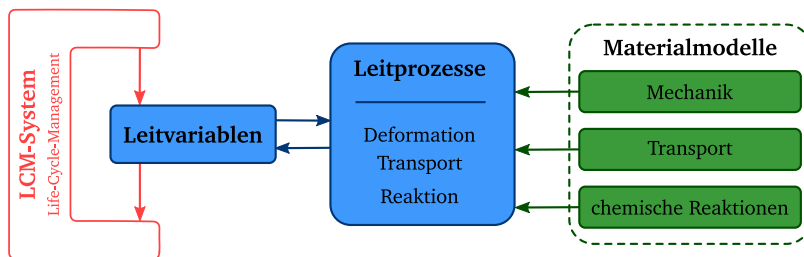 LCM-System
Life-Cycle-Management
Leitvariablen
Leitprozesse
Deformation
Transport
Reaktion
Materialmodelle
Mechanik
Transport
chemische Reaktionen